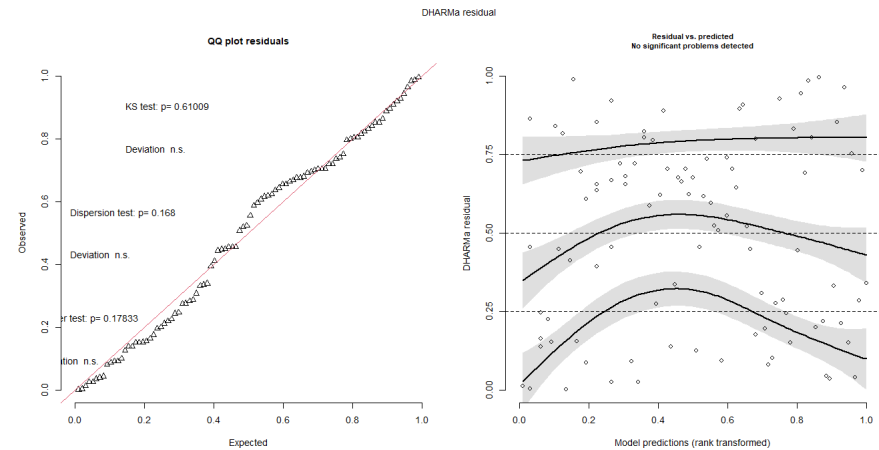 DHARMa residual
QQ plot residuals
KS test: p= 0.61009
Deviation n.s.
Dispersion test: p= 0.168
Deviation n.s.
er test: p= 0.17833
ation n.s.
Observed
0.0 0.2 0.4 0.6 0.8 1.0
0.0 0.2 0.4 0.6 0.8 1.0
Expected
Residual vs. predicted
No significant problems detected
DHARMa residual
0.00 0.25 0.50 0.75 1.00
0.0 0.2 0.4 0.6 0.8 1.0
Model predictions (rank transformed)